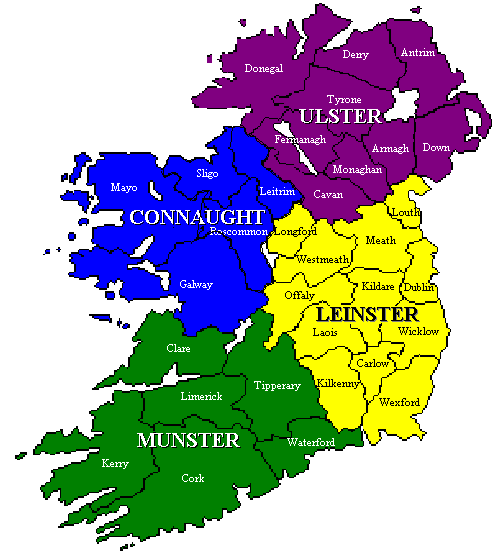 Donegal
Derry
Antrim
Tyrone
ULSTER
Fermanagh
Armagh
Down
Monaghan
Cavan
Sligo
Mayo
Leitrim
CONNAUGHT
Roscommon
Galway
Louth
Longford
Meath
Westmeath
Offaly
Kildare
Dublin
LEINSTER
Laois
Wicklow
Carlow
Kilkenny
Wexford
Clare
Tipperary
Limerick
MUNSTER
Waterford
Kerry
Cork